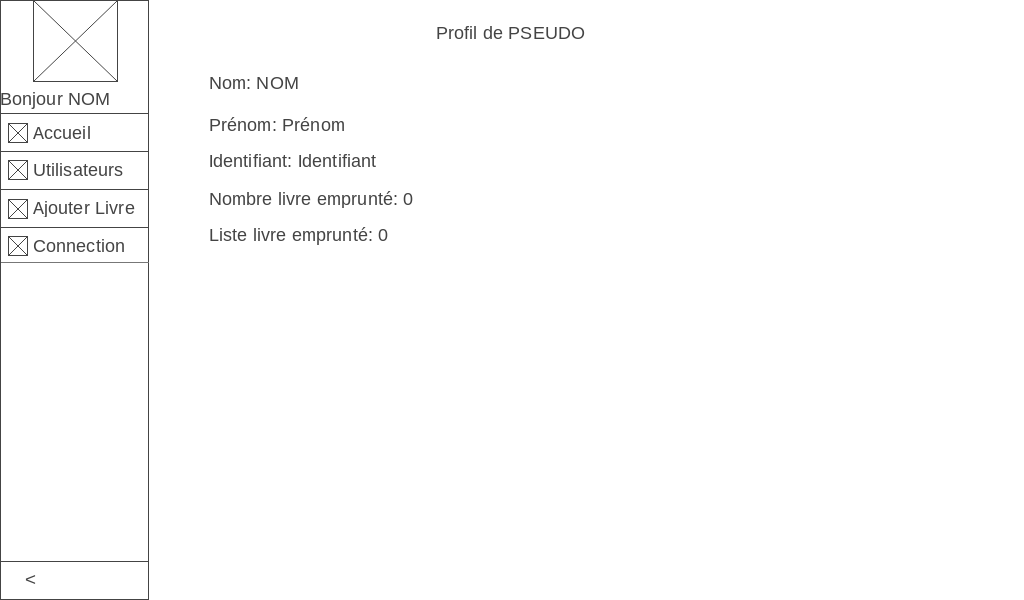 Profil de PSEUDO
Bonjour NOM
Accueil
Utilisateurs
Ajouter Livre
Connection
<
Nom: NOM
Prénom: Prénom
Identifiant: Identifiant
Nombre livre emprunté: 0
Liste livre emprunté: 0